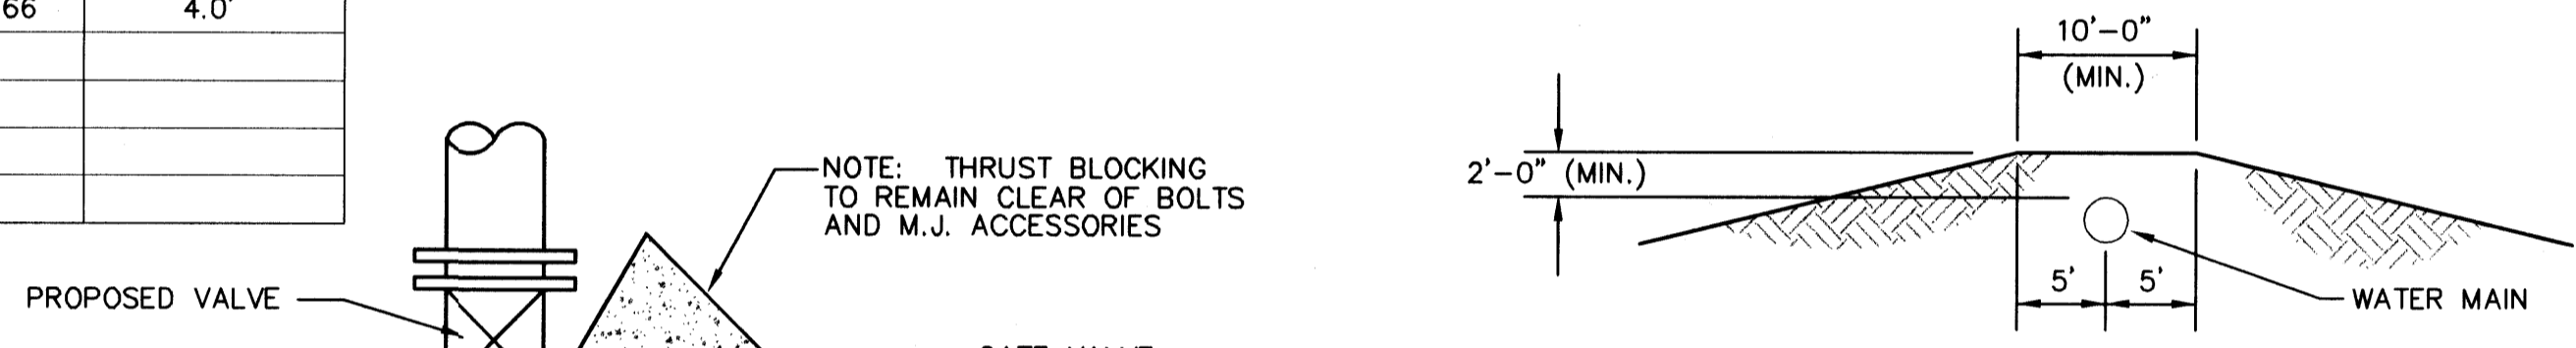 66 4.0'
10'-0"
(MIN.)
2'-0" (MIN.)
NOTE: THRUST BLOCKING
TO REMAIN CLEAR OF BOLTS
AND M.J. ACCESSORIES
PROPOSED VALVE
5' 5'
WATER MAIN